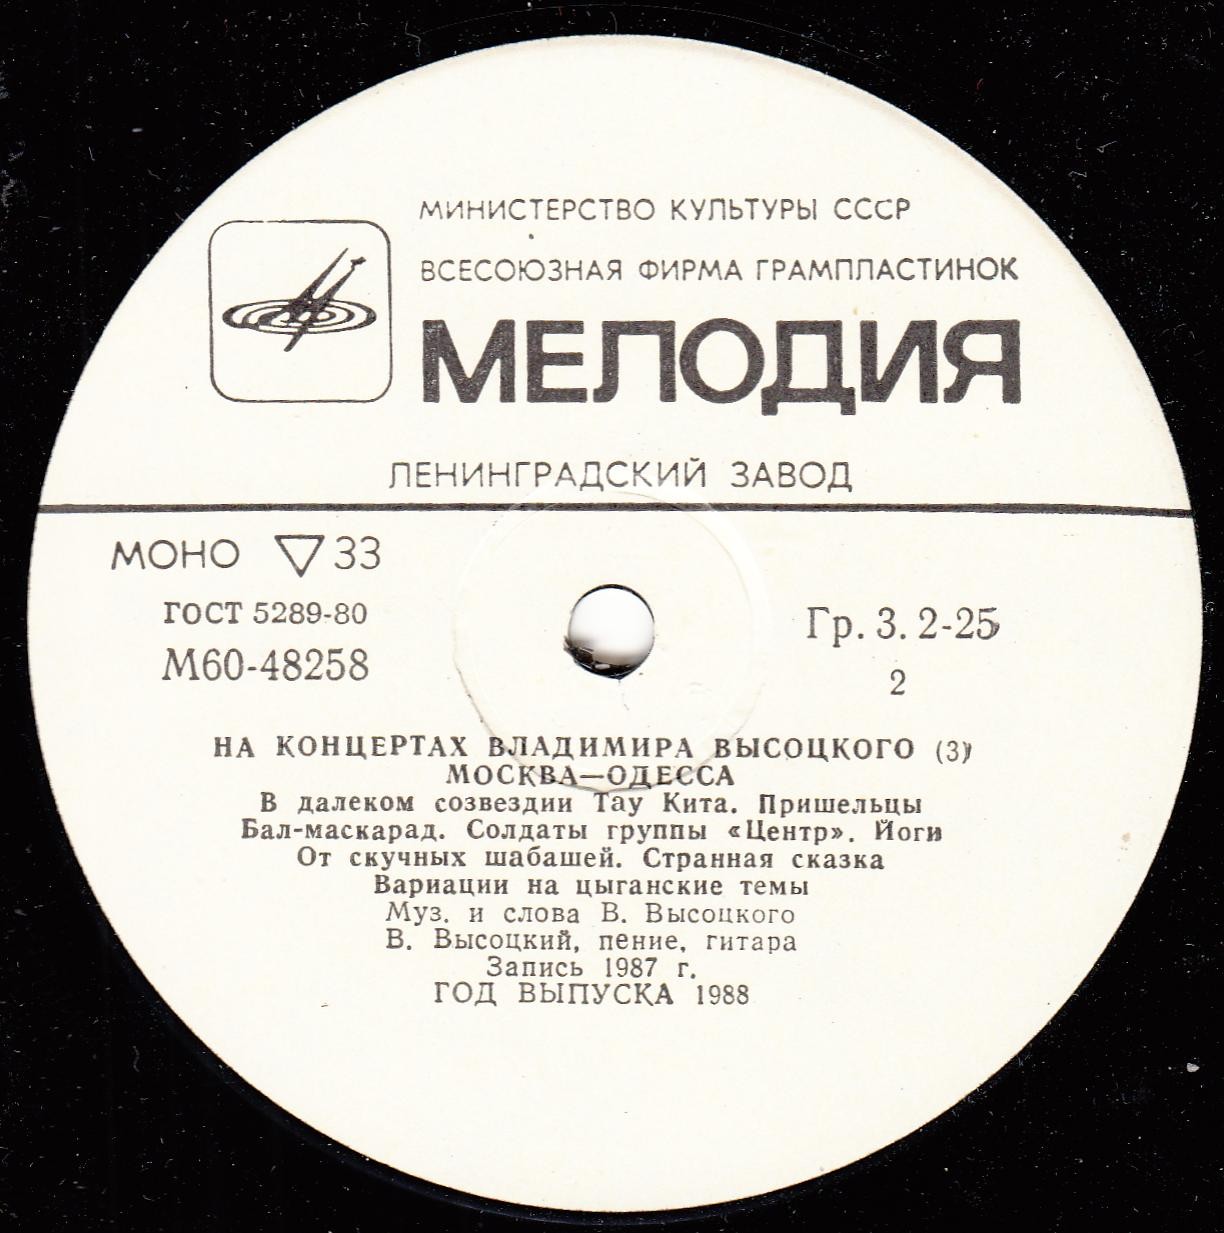 МИНИСТЕРСТВО КУЛЬТУРЫ СССР
ВСЕСОЮЗНАЯ ФИРМА ГРАМПЛАСТИНОК
МЕЛОДИЯ
ЛЕНИНГРАДСКИЙ ЗАВОД
МОНО ▽ 33
ГОСТ 5289-80
М60-48258
Гр. 3. 2-25
2
НА КОНЦЕРТАХ ВЛАДИМИРА ВЫСОЦКОГО (3)
МОСКВА—ОДЕССА
В далеком созвездии Тау Кита. Пришельцы
Бал-маскарад. Солдаты группы «Центр». Йоги
От скучных шабашей. Странная сказка
Вариации на цыганские темы
Муз. и слова В. Высоцкого
В. Высоцкий, пение, гитара
Запись 1987 г.
ГОД ВЫПУСКА 1988